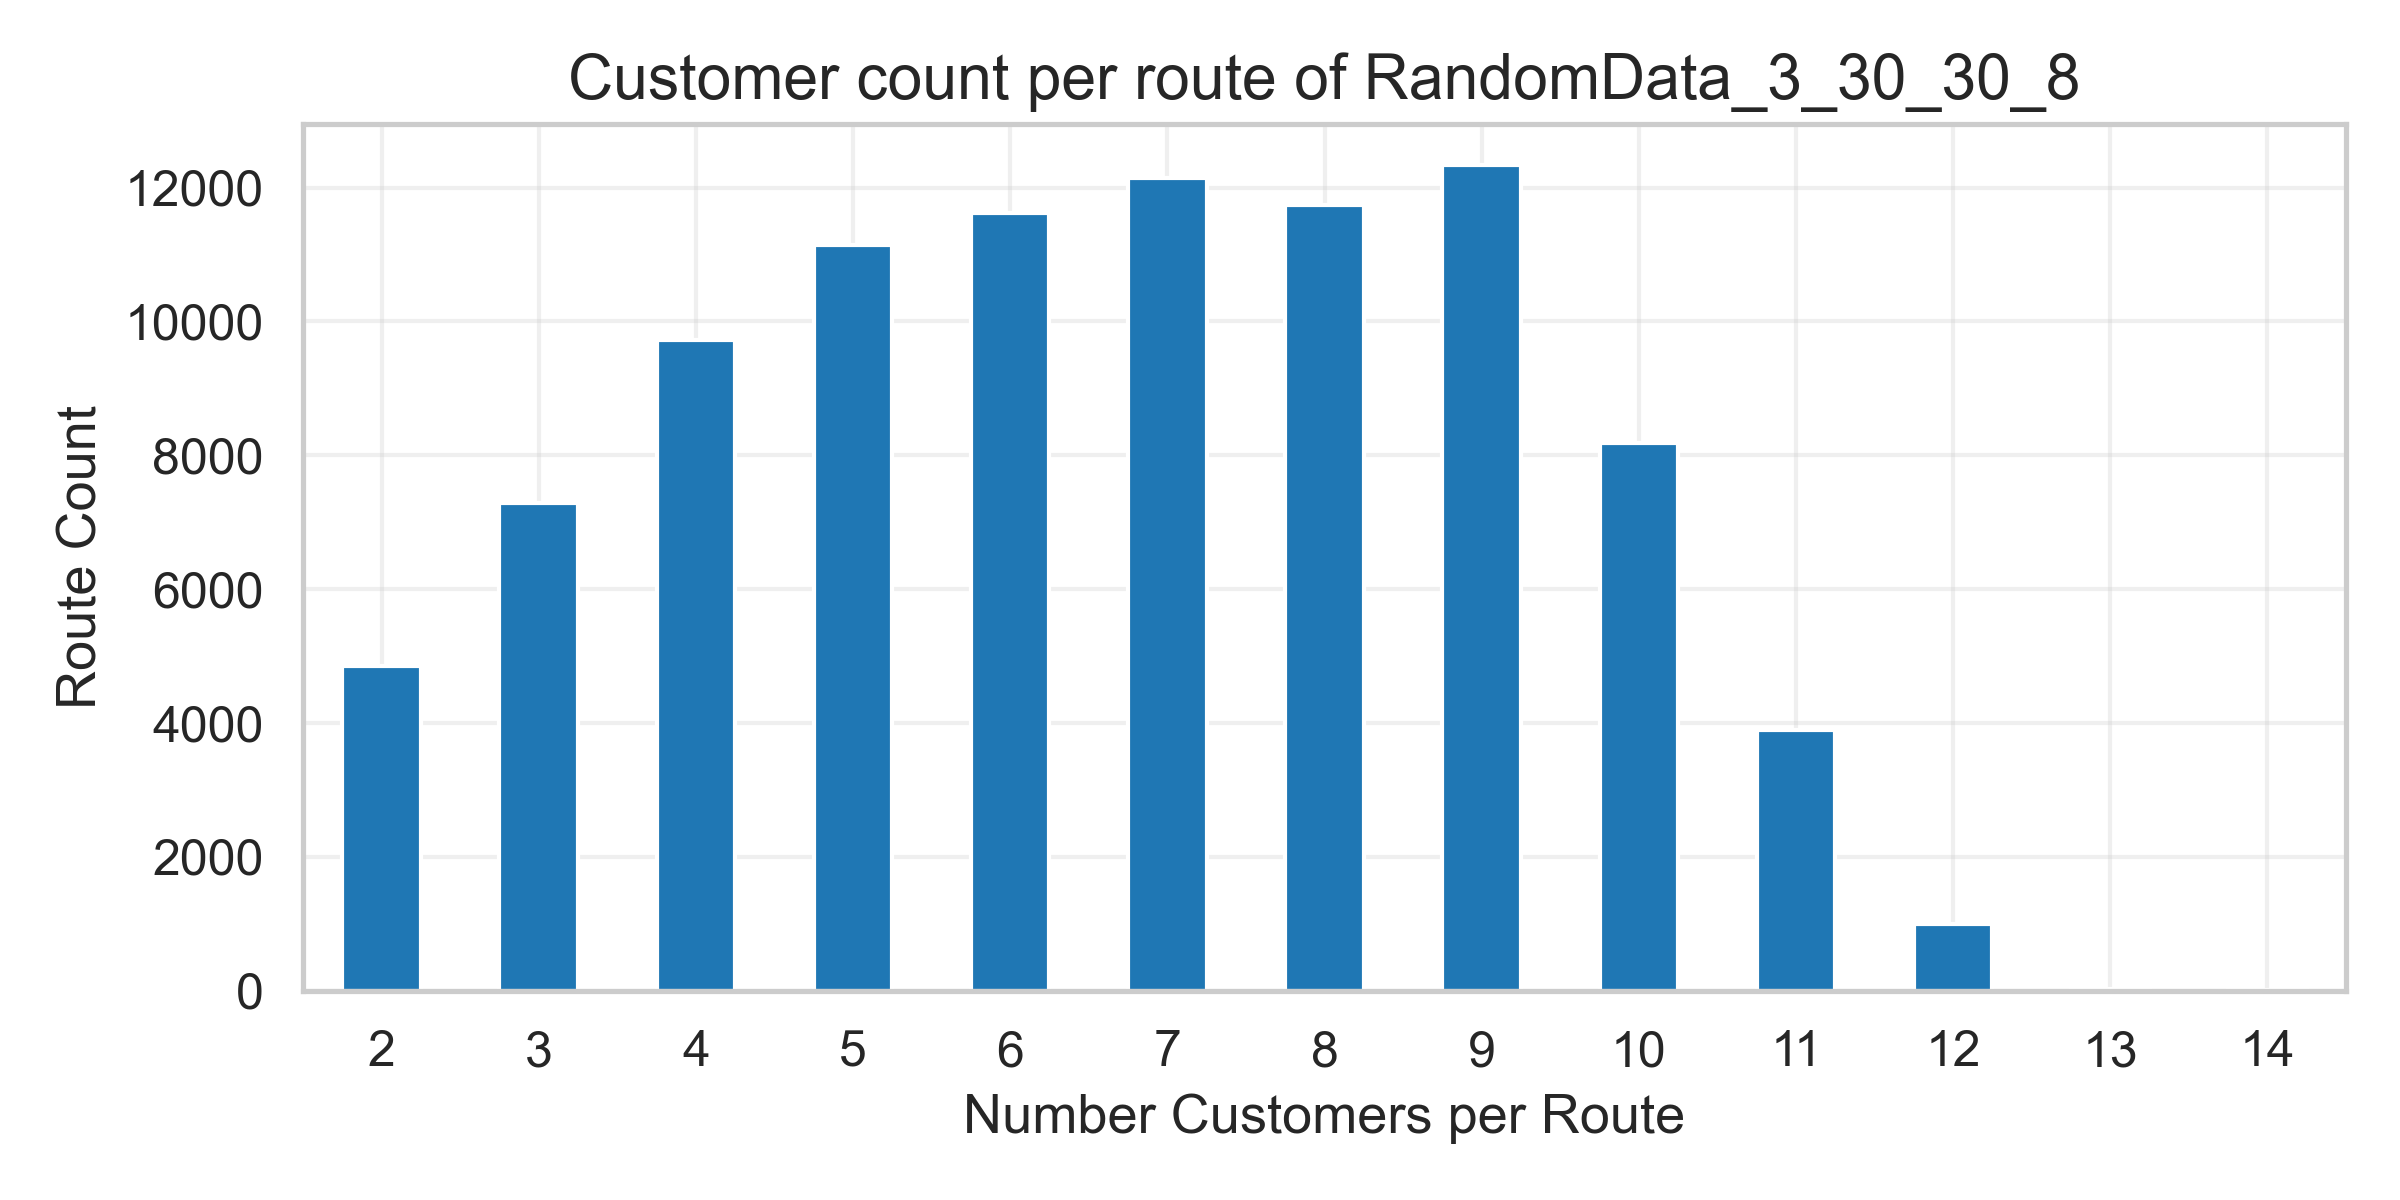 Customer count per route of RandomData_3_30_30_8
12000
10000
8000
6000
4000
2000
0
Route Count
2 3 4 5 6 7 8 9 10 11 12 13 14
Number Customers per Route